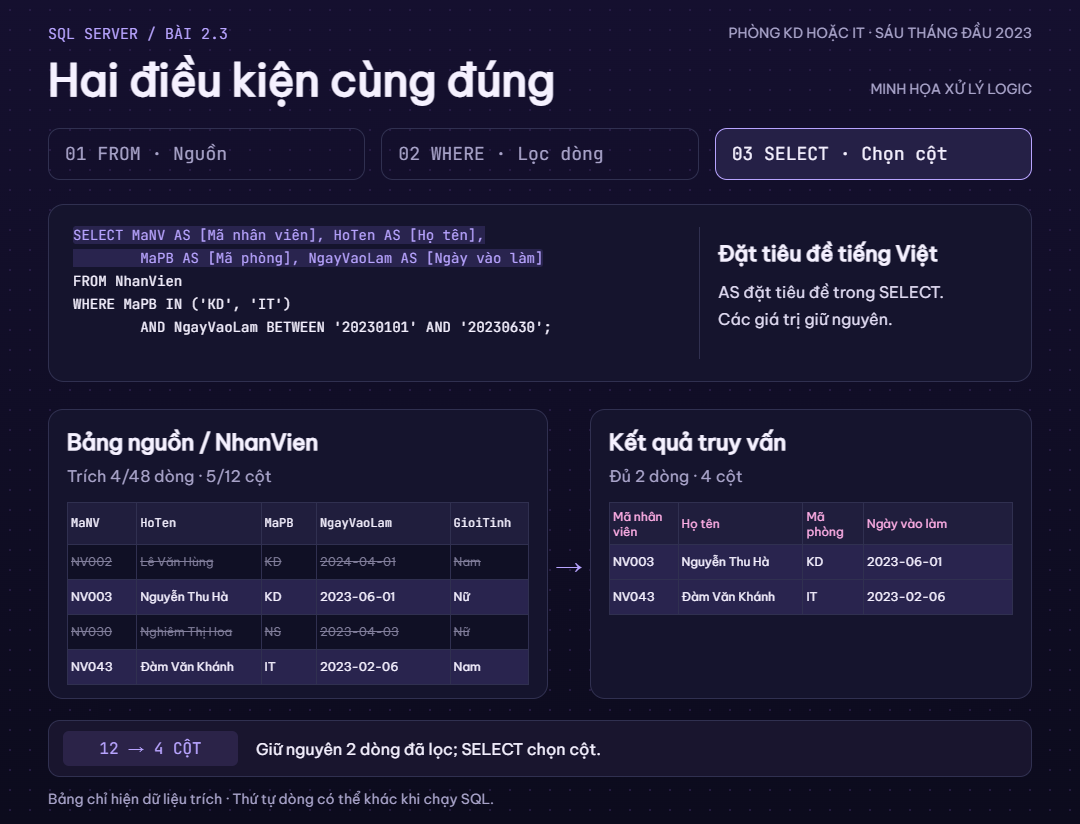 SQL SERVER / BÀI 2.3
PHÒNG KD HOẶC IT · SÁU THÁNG ĐẦU 2023
Hai điều kiện cùng đúng
MINH HỌA XỬ LÝ LOGIC
01 FROM · Nguồn
02 WHERE · Lọc dòng
03 SELECT · Chọn cột
SELECT MaNV AS [Mã nhân viên], HoTen AS [Họ tên],
MaPB AS [Mã phòng], NgayVaoLam AS [Ngày vào làm]
FROM NhanVien
WHERE MaPB IN ('KD', 'IT')
AND NgayVaoLam BETWEEN '20230101' AND '20230630';
Đặt tiêu đề tiếng Việt
AS đặt tiêu đề trong SELECT.
Các giá trị giữ nguyên.
Bảng nguồn / NhanVien
Trích 4/48 dòng · 5/12 cột
MaNV HoTen MaPB NgayVaoLam GioiTinh
NV002 Lê Văn Hùng KD 2024-04-01 Nam
NV003 Nguyễn Thu Hà KD 2023-06-01 Nữ
NV030 Nghiêm Thị Hoa NS 2023-04-03 Nữ
NV043 Đàm Văn Khánh IT 2023-02-06 Nam
→
Kết quả truy vấn
Đủ 2 dòng · 4 cột
Mã nhân viên Họ tên Mã phòng Ngày vào làm
NV003 Nguyễn Thu Hà KD 2023-06-01
NV043 Đàm Văn Khánh IT 2023-02-06
12 → 4 CỘT
Giữ nguyên 2 dòng đã lọc; SELECT chọn cột.
Bảng chỉ hiện dữ liệu trích · Thứ tự dòng có thể khác khi chạy SQL.